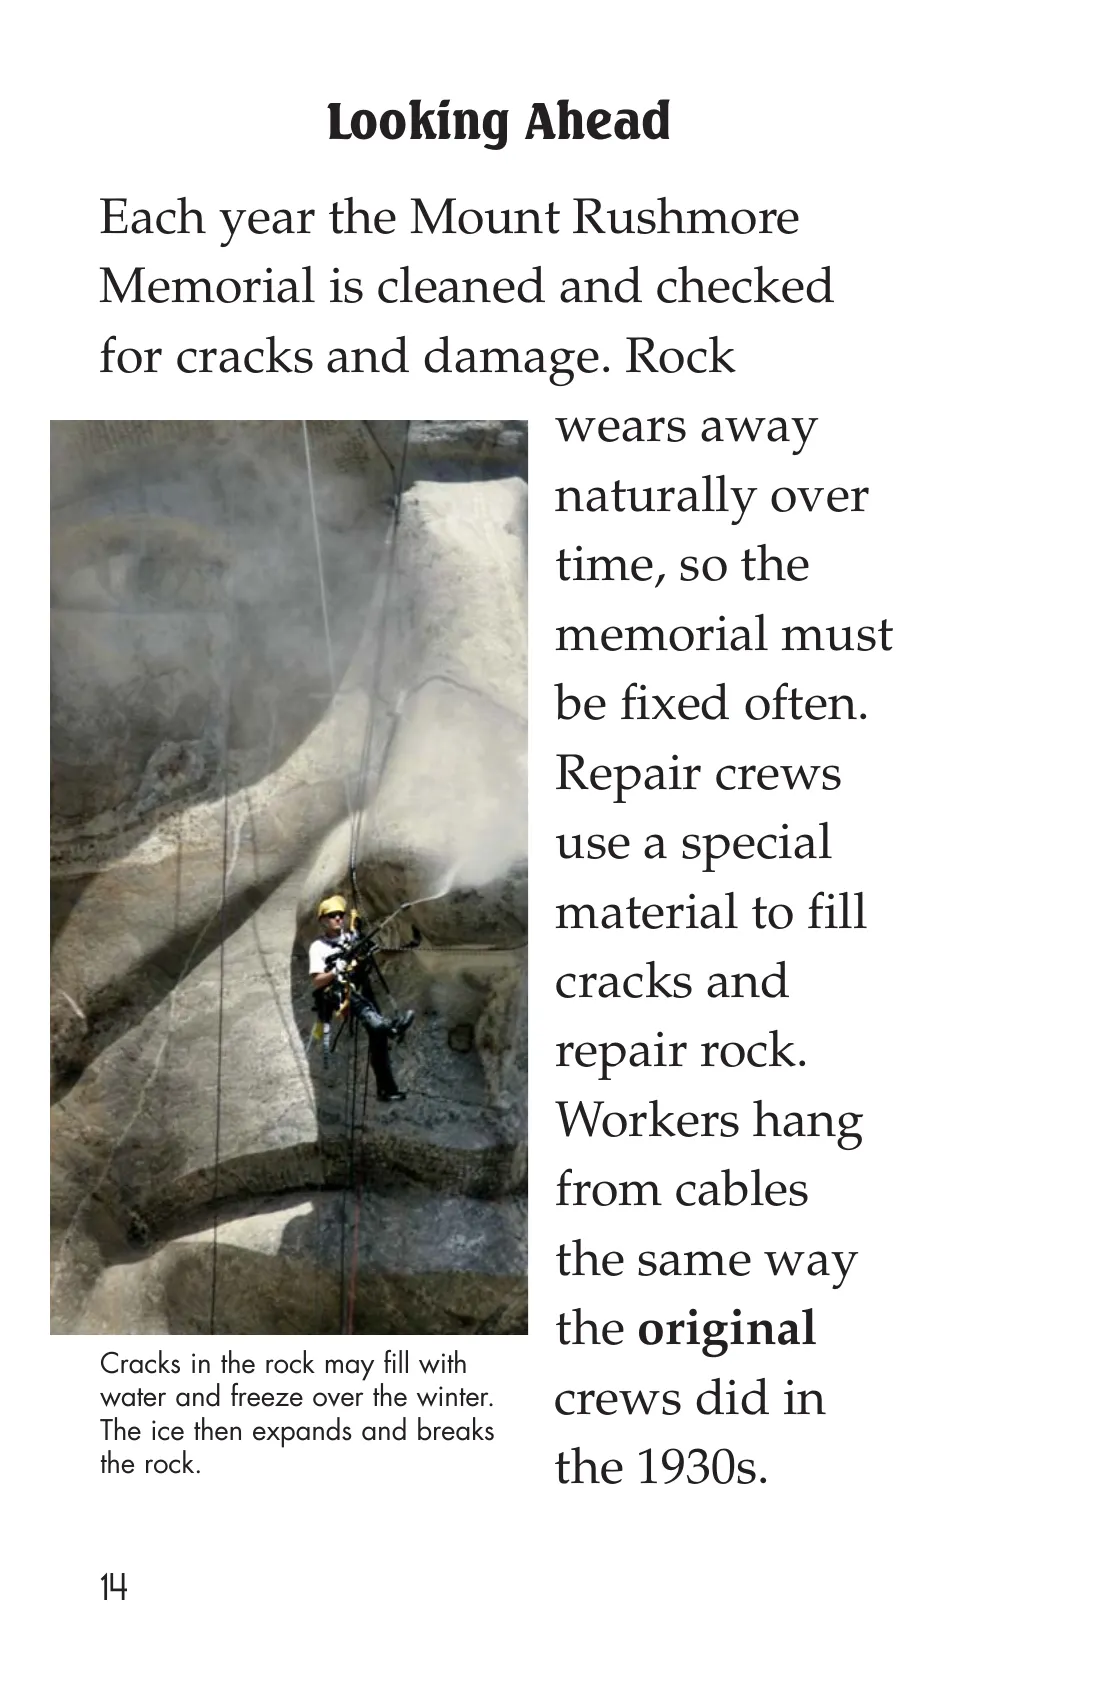 Looking Ahead
Each year the Mount Rushmore
Memorial is cleaned and checked
for cracks and damage. Rock
wears away
naturally over
time, so the
memorial must
be fixed often.
Repair crews
use a special
material to fill
cracks and
repair rock.
Workers hang
from cables
the same way
the original
crews did in
the 1930s.
Cracks in the rock may fill with
water and freeze over the winter.
The ice then expands and breaks
the rock.
14